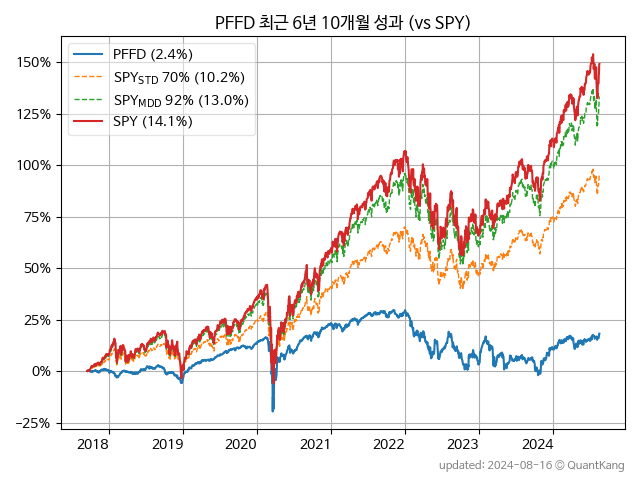 PFFD 최근 6년 10개월 성과 (vs SPY)
PFFD (2.4%)
SPY_STD 70% (10.2%)
SPY_MDD 92% (13.0%)
SPY (14.1%)
150%
125%
100%
75%
50%
25%
0%
−25%
2018 2019 2020 2021 2022 2023 2024
updated: 2024-08-16 © QuantKang